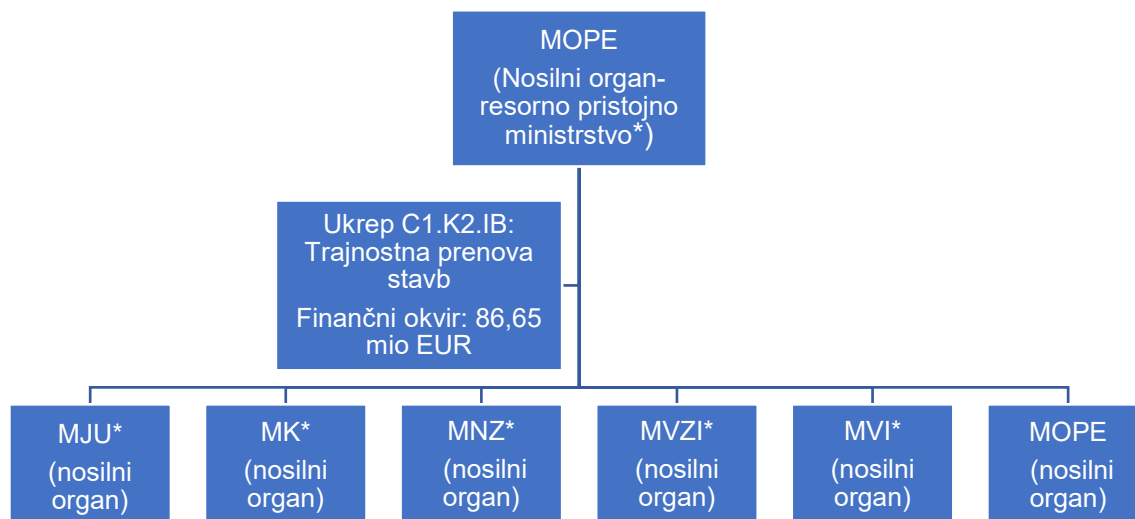 MOPE
(Nosilni organ-
resorno pristojno
ministrstvo*)
Ukrep C1.K2.IB:
Trajnostna prenova
stavb
Finančni okvir: 86,65
mio EUR
MJU*
(nosilni
organ)
MK*
(nosilni
organ)
MNZ*
(nosilni
organ)
MVZI*
(nosilni
organ)
MVI*
(nosilni
organ)
MOPE
(nosilni
organ)